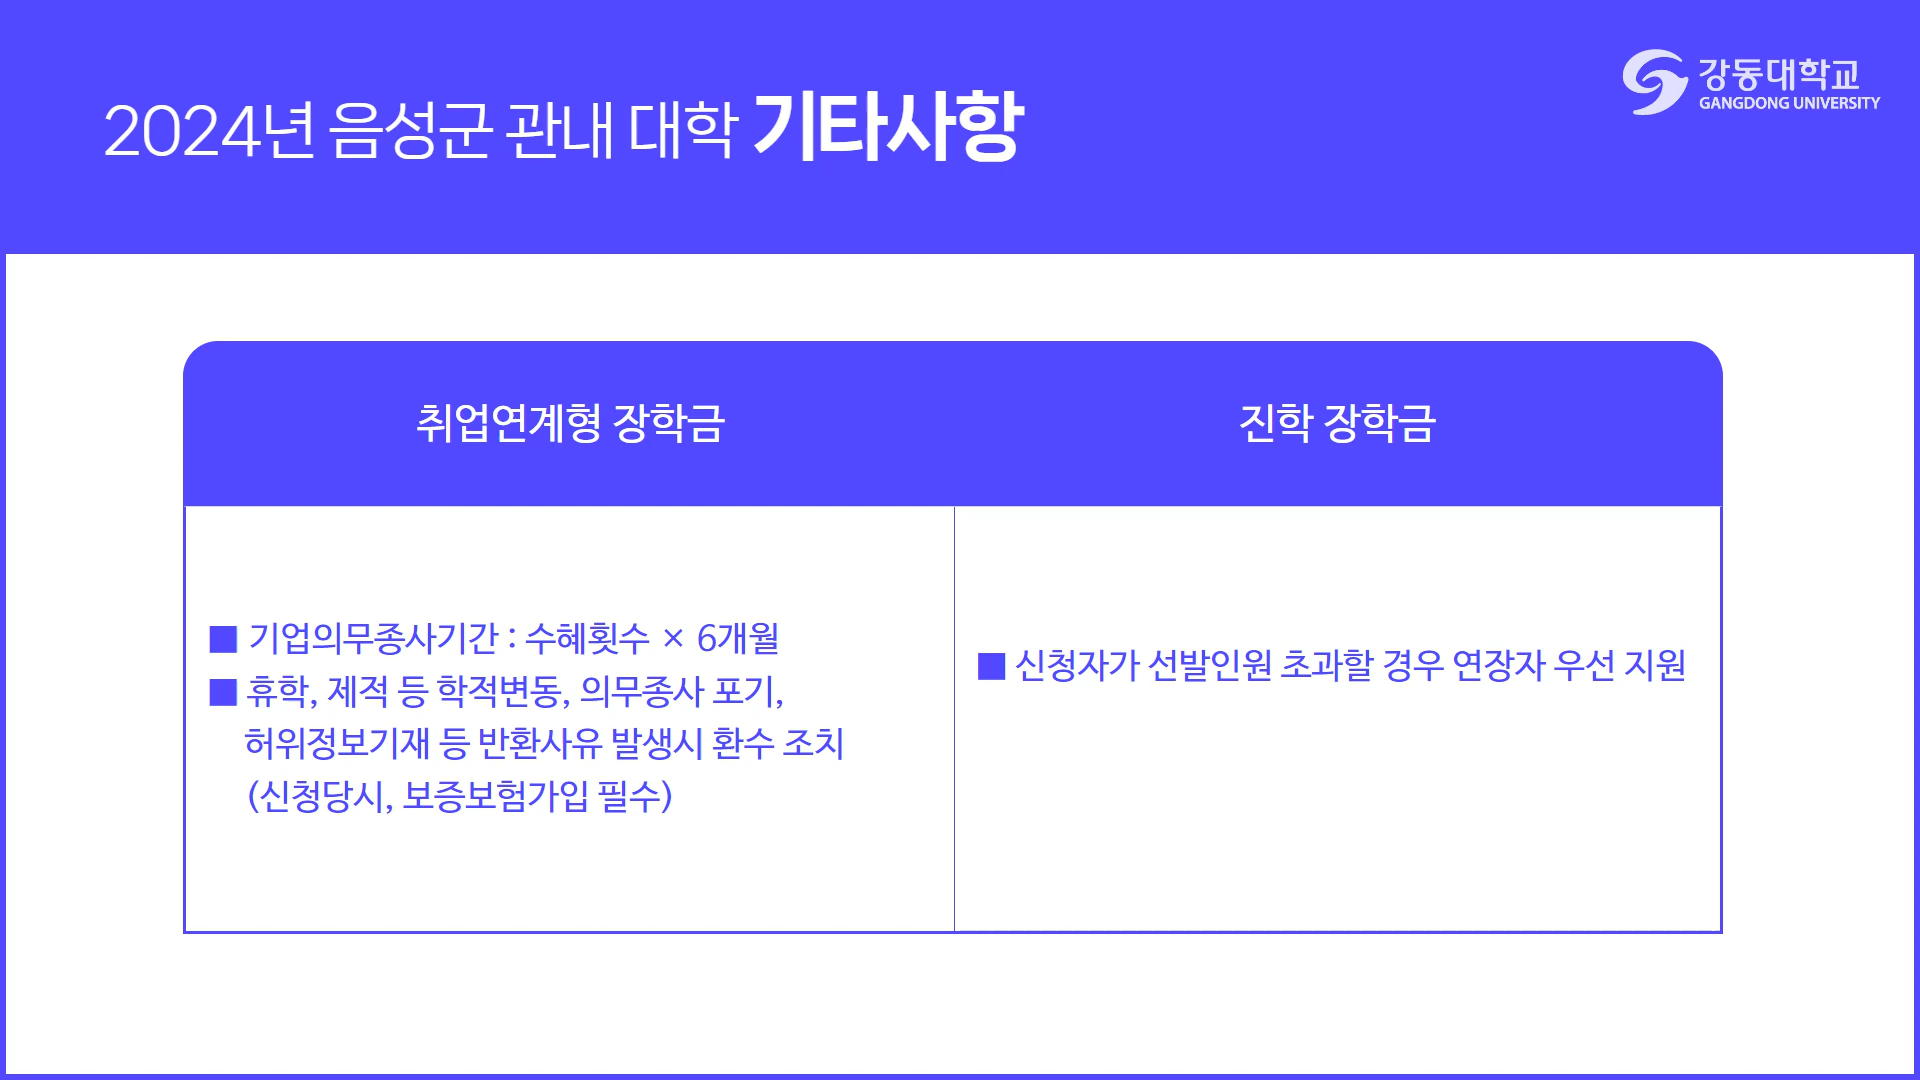 2024년 음성군 관내 대학 기타사항
강동대학교
GANGDONG UNIVERSITY
취업연계형 장학금
진학 장학금
■ 기업의무종사기간 : 수혜횟수 × 6개월
■ 휴학, 제적 등 학적변동, 의무종사 포기,
허위정보기재 등 반환사유 발생시 환수 조치
(신청당시, 보증보험가입 필수)
■ 신청자가 선발인원 초과할 경우 연장자 우선 지원